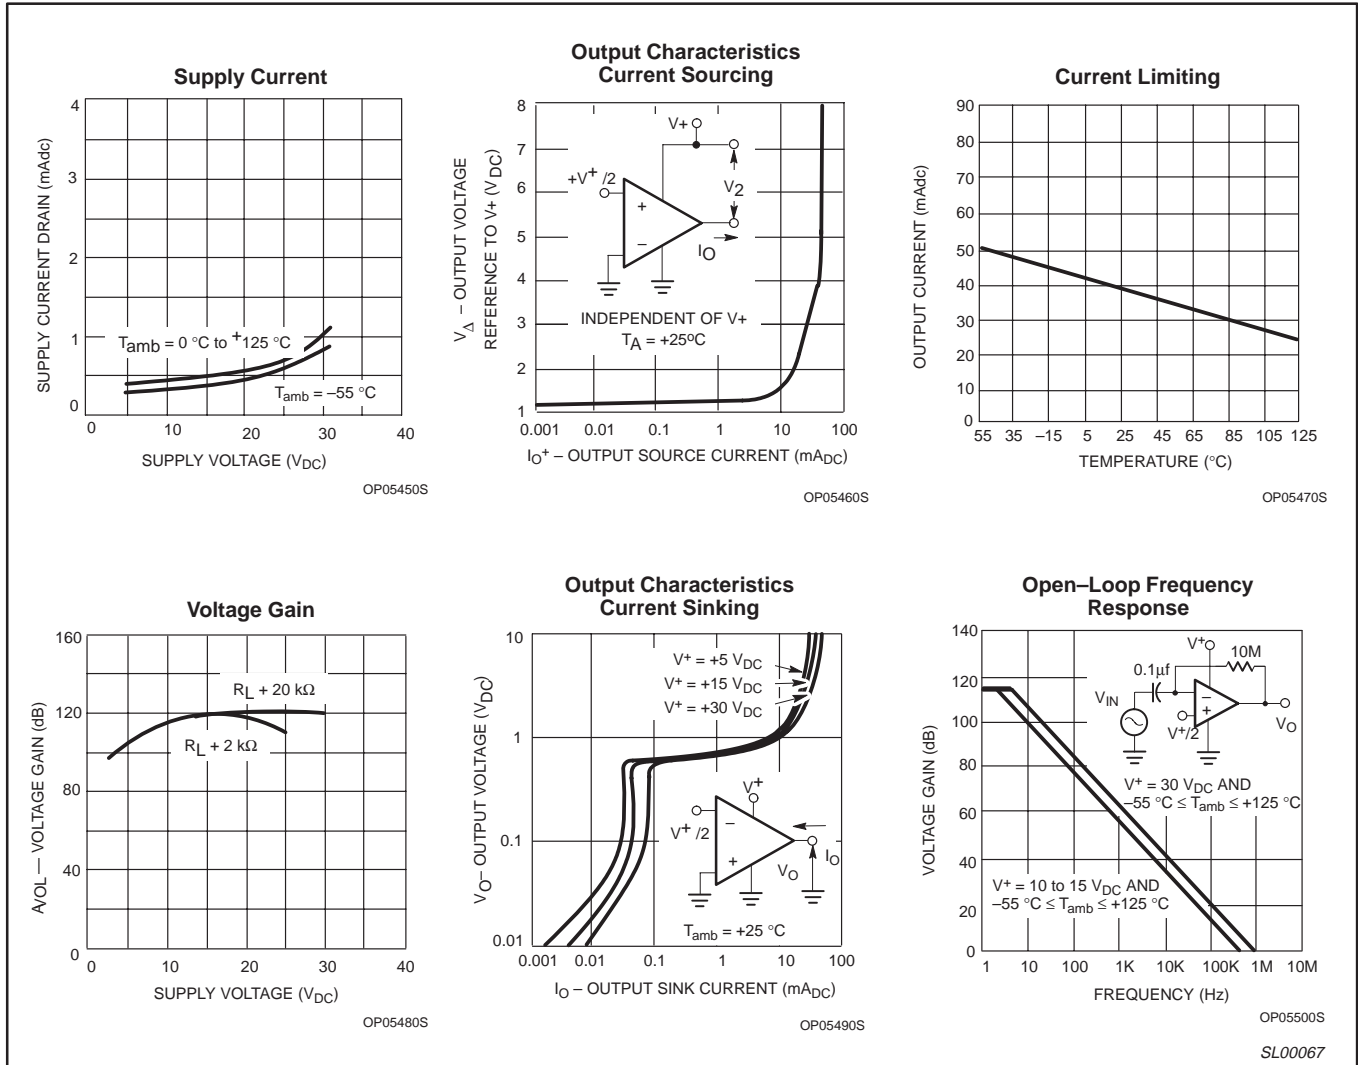 Supply Current
4
3
2
1
0
SUPPLY CURRENT DRAIN (mAdc)
Tamb = 0 °C to +125 °C
Tamb = –55 °C
0 10 20 30 40
SUPPLY VOLTAGE (VDC)
OP05450S
Output Characteristics
Current Sourcing
8
7
6
5
4
3
2
1
V∆ – OUTPUT VOLTAGE
REFERENCE TO V+ (VDC)
V+
+V+ /2
+
–
V2
IO
INDEPENDENT OF V+
TA = +25oC
0.001 0.01 0.1 1 10 100
IO+ – OUTPUT SOURCE CURRENT (mADC)
OP05460S
Current Limiting
90
80
70
60
50
40
30
20
10
0
OUTPUT CURRENT (mAdc)
55 35 –15 5 25 45 65 85 105 125
TEMPERATURE (°C)
OP05470S
Voltage Gain
160
120
80
40
0
AVOL — VOLTAGE GAIN (dB)
RL + 20 kΩ
RL + 2 kΩ
0 10 20 30 40
SUPPLY VOLTAGE (VDC)
OP05480S
Output Characteristics
Current Sinking
10
1
0.1
0.01
VO– OUTPUT VOLTAGE (VDC)
V+ = +5 VDC
V+ = +15 VDC
V+ = +30 VDC
V+
V+ /2
–
+
VO
IO
Tamb = +25 °C
0.001 0.01 0.1 1 10 100
IO – OUTPUT SINK CURRENT (mADC)
OP05490S
Open–Loop Frequency
Response
140
120
100
80
60
40
20
0
VOLTAGE GAIN (dB)
V+
10M
0.1µf
VIN
–
+
V+/2
VO
V+ = 30 VDC AND
–55 °C ≤ Tamb ≤ +125 °C
V+ = 10 to 15 VDC AND
–55 °C ≤ Tamb ≤ +125 °C
1 10 100 1K 10K 100K 1M 10M
FREQUENCY (Hz)
OP05500S
SL00067